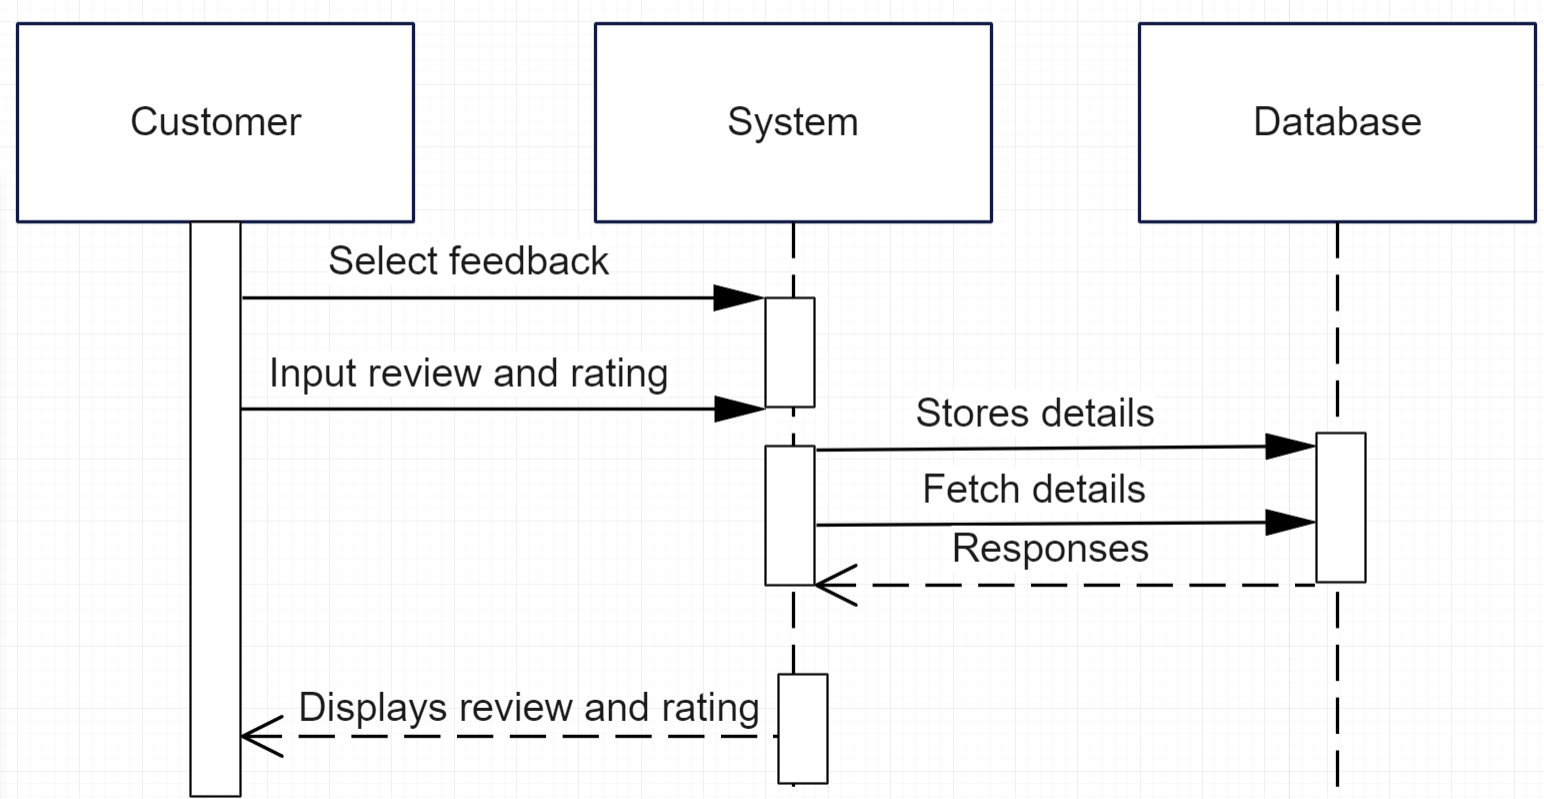 Customer
System
Database
Select feedback
Input review and rating
Stores details
Fetch details
Responses
Displays review and rating